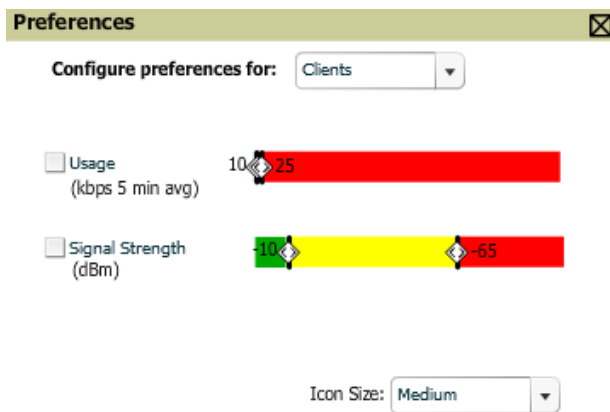 Preferences
Configure preferences for: Clients
Usage 10 25
(kbps 5 min avg)
Signal Strength -10 -65
(dBm)
Icon Size: Medium